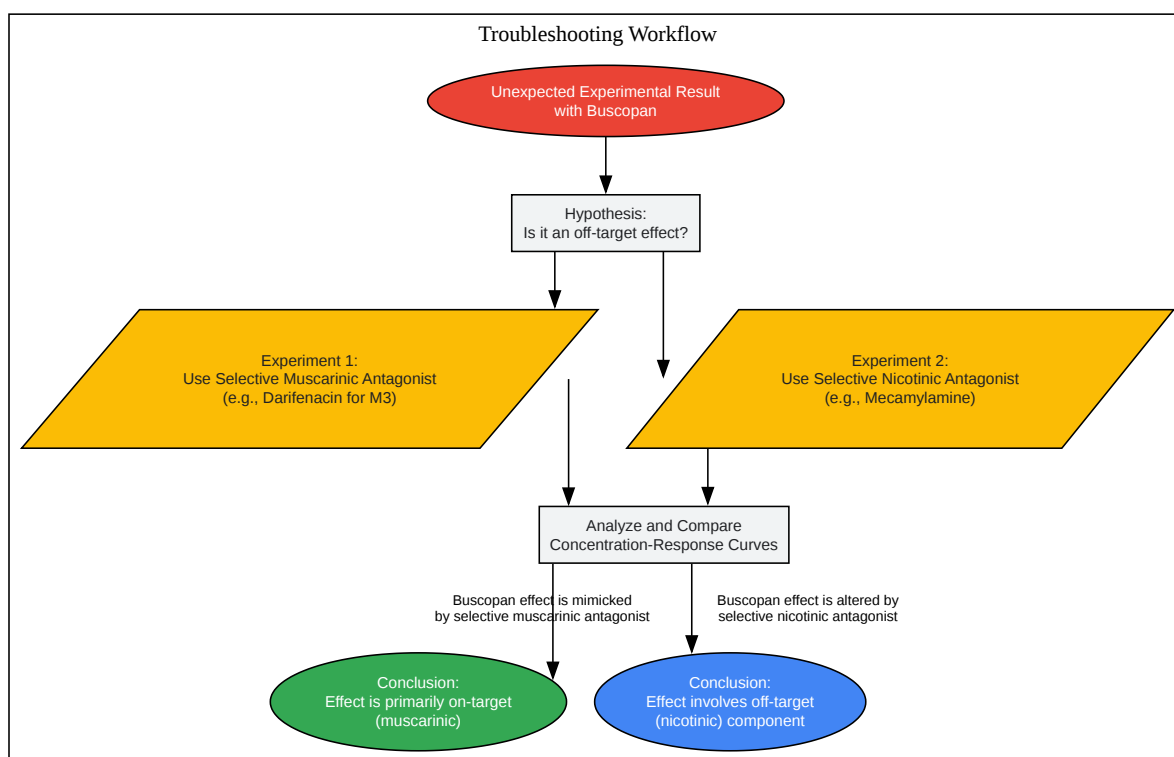 Troubleshooting Workflow
Unexpected Experimental Result
with Buscopan
Hypothesis:
Is it an off-target effect?
Experiment 1:
Use Selective Muscarinic Antagonist
(e.g., Darifenacin for M3)
Experiment 2:
Use Selective Nicotinic Antagonist
(e.g., Mecamylamine)
Analyze and Compare
Concentration-Response Curves
Buscopan effect is mimicked
by selective muscarinic antagonist
Buscopan effect is altered by
selective nicotinic antagonist
Conclusion:
Effect is primarily on-target
(muscarinic)
Conclusion:
Effect involves off-target
(nicotinic) component